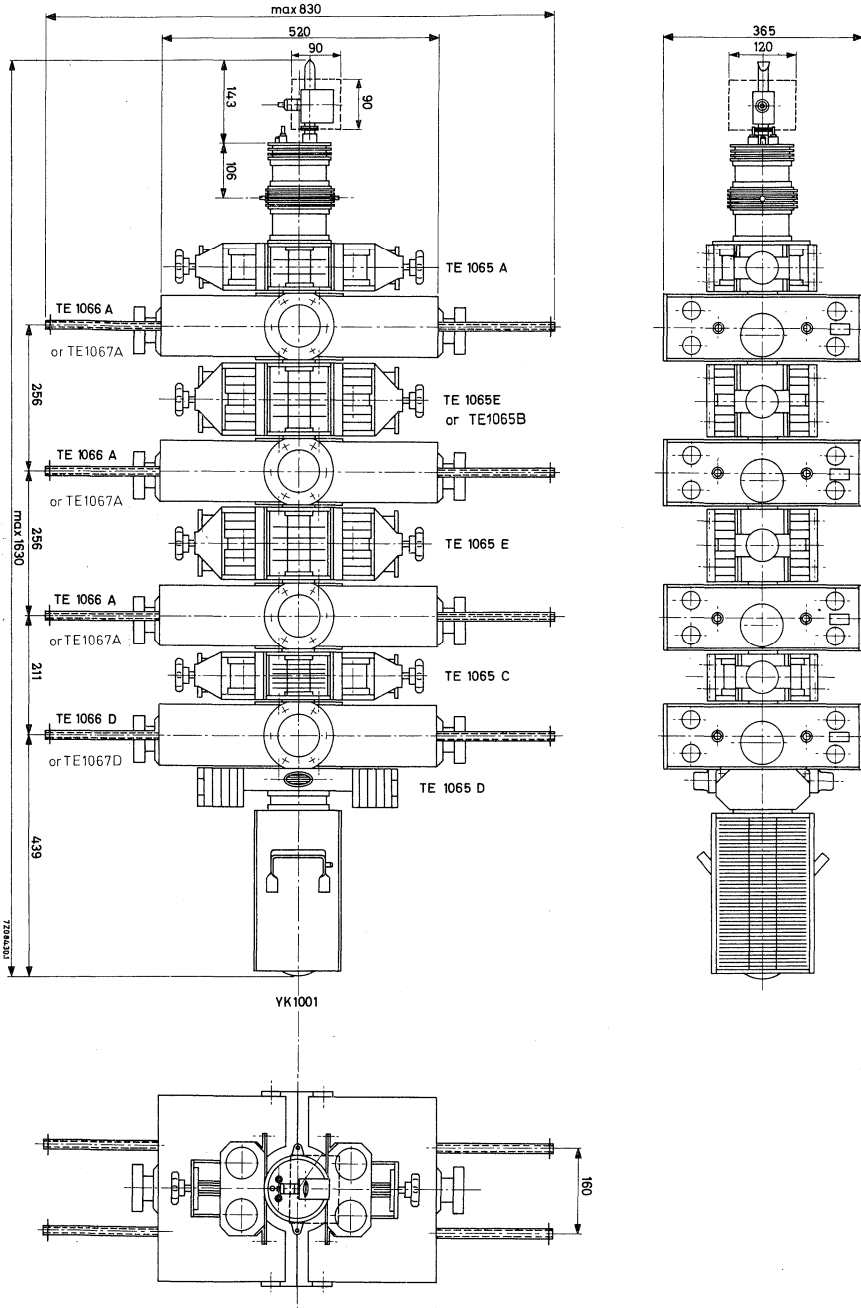 max 830
520
90
143
90
106
365
120
TE 1065 A
TE 1066 A
or TE1067A
256
TE 1065E
or TE1065B
TE 1066 A
or TE1067A
256
max 1630
TE 1065 E
TE 1066 A
or TE1067A
211
TE 1065 C
TE 1066 D
or TE1067D
TE 1065 D
439
YK1001
160